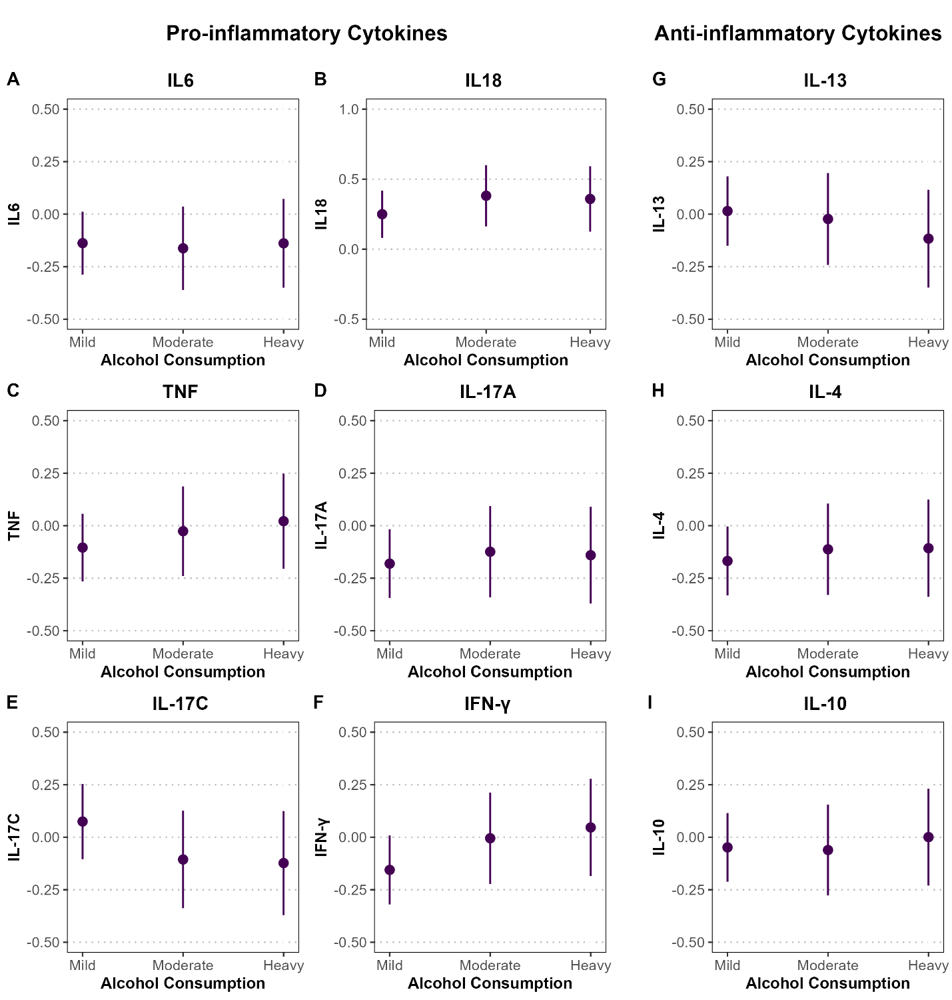 Pro-inflammatory Cytokines
Anti-inflammatory Cytokines
A
IL6
IL6
0.50
0.25
0.00
-0.25
-0.50
Mild Moderate Heavy
Alcohol Consumption
B
IL18
IL18
1.0
0.5
0.0
-0.5
Mild Moderate Heavy
Alcohol Consumption
G
IL-13
IL-13
0.50
0.25
0.00
-0.25
-0.50
Mild Moderate Heavy
Alcohol Consumption
C
TNF
TNF
0.50
0.25
0.00
-0.25
-0.50
Mild Moderate Heavy
Alcohol Consumption
D
IL-17A
IL-17A
0.50
0.25
0.00
-0.25
-0.50
Mild Moderate Heavy
Alcohol Consumption
H
IL-4
IL-4
0.50
0.25
0.00
-0.25
-0.50
Mild Moderate Heavy
Alcohol Consumption
E
IL-17C
IL-17C
0.50
0.25
0.00
-0.25
-0.50
Mild Moderate Heavy
Alcohol Consumption
F
IFN-γ
IFN-γ
0.50
0.25
0.00
-0.25
-0.50
Mild Moderate Heavy
Alcohol Consumption
I
IL-10
IL-10
0.50
0.25
0.00
-0.25
-0.50
Mild Moderate Heavy
Alcohol Consumption